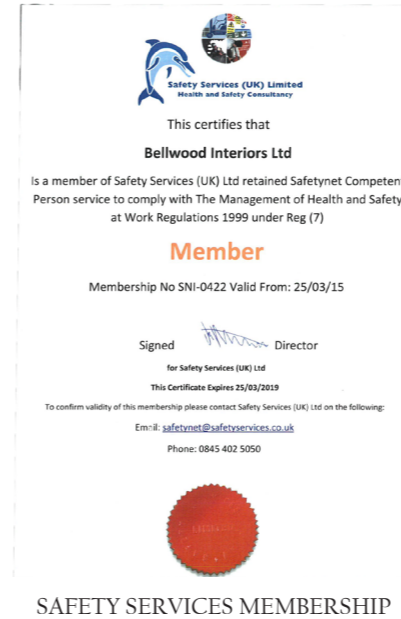 Safety Services (UK) Limited
Health and Safety Consultancy
This certifies that
Bellwood Interiors Ltd
Is a member of Safety Services (UK) Ltd retained Safetynet Competen
Person service to comply with The Management of Health and Safety
at Work Regulations 1999 under Reg (7)
Member
Membership No SNI-0422 Valid From: 25/03/15
Signed Director
for Safety Services (UK) Ltd
This Certificate Expires 25/03/2019
To confirm validity of this membership please contact Safety Services (UK) Ltd on the following:
Email: safetynet@safetyservices.co.uk
Phone: 0845 402 5050
SAFETY SERVICES MEMBERSHIP